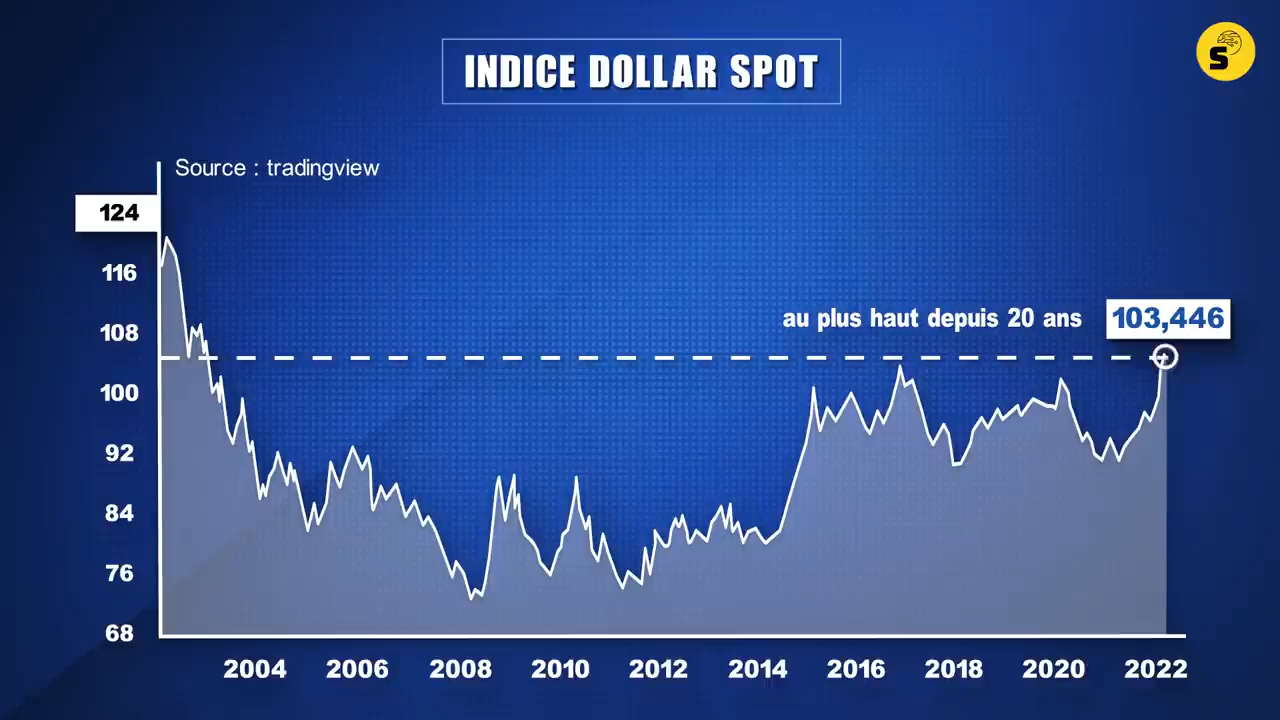 INDICE DOLLAR SPOT
S
Source : tradingview
124
116
108
100
92
84
76
68
au plus haut depuis 20 ans
103,446
2004 2006 2008 2010 2012 2014 2016 2018 2020 2022